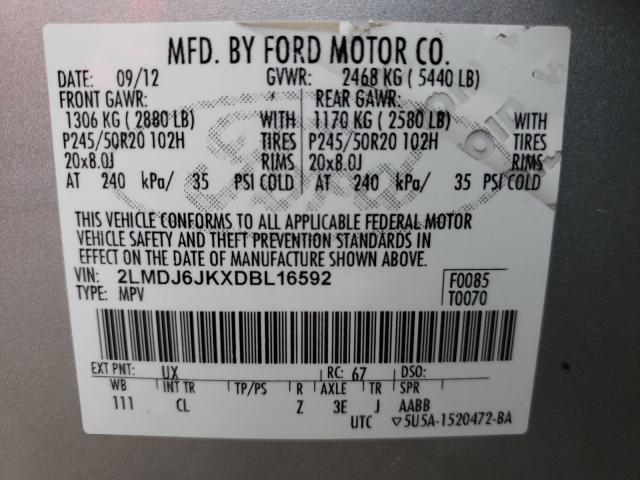 MFD. BY FORD MOTOR CO.
DATE: 09/12 GVWR: 2468 KG ( 5440 LB)
FRONT GAWR: REAR GAWR:
1306 KG ( 2880 LB) WITH 1170 KG ( 2580 LB) WITH
P245/50R20 102H TIRES P245/50R20 102H TIRES
20x8.0J RIMS 20x8.0J RIMS
AT 240 kPa/ 35 PSI COLD AT 240 kPa/ 35 PSI COLD
THIS VEHICLE CONFORMS TO ALL APPLICABLE FEDERAL MOTOR
VEHICLE SAFETY AND THEFT PREVENTION STANDARDS IN
EFFECT ON THE DATE OF MANUFACTURE SHOWN ABOVE.
VIN: 2LMDJ6JKXDBL16592 F0085
TYPE: MPV T0070
EXT PNT: UX RC: 67 DSO:
WB INT TR TP/PS R AXLE TR SPR
111 CL Z 3E J AABB
UTC ▽5U5A-1520472-BA